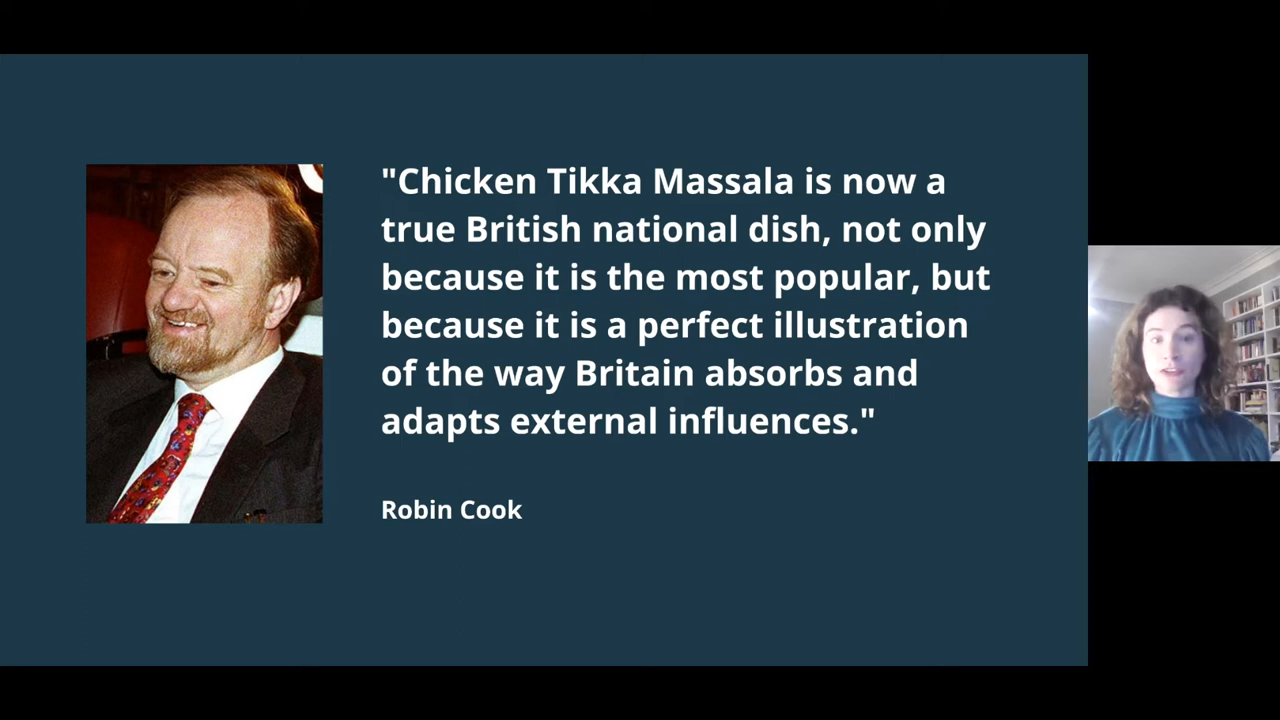 "Chicken Tikka Massala is now a
true British national dish, not only
because it is the most popular, but
because it is a perfect illustration
of the way Britain absorbs and
adapts external influences."
Robin Cook